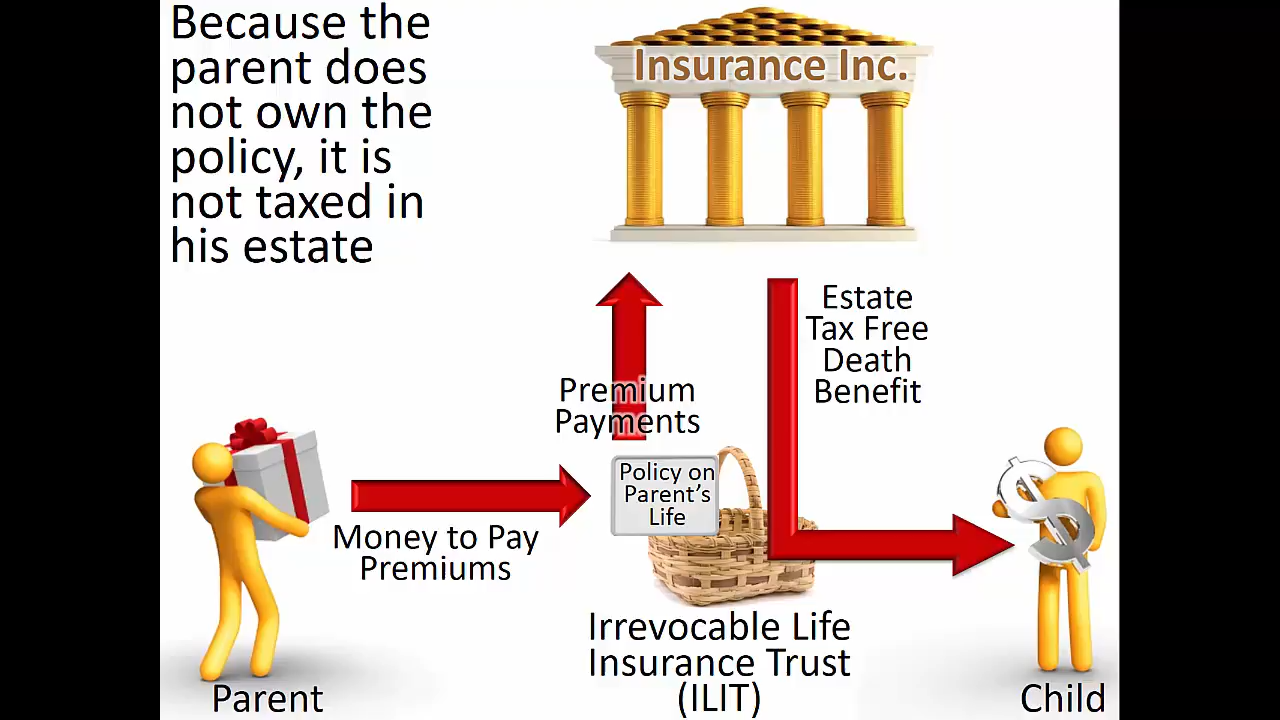 Because the
parent does
not own the
policy, it is
not taxed in
his estate
Insurance Inc.
Estate
Tax Free
Death
Benefit
Premium
Payments
Policy on
Parent's
Life
Money to Pay
Premiums
Irrevocable Life
Insurance Trust
(ILIT)
Parent
Child